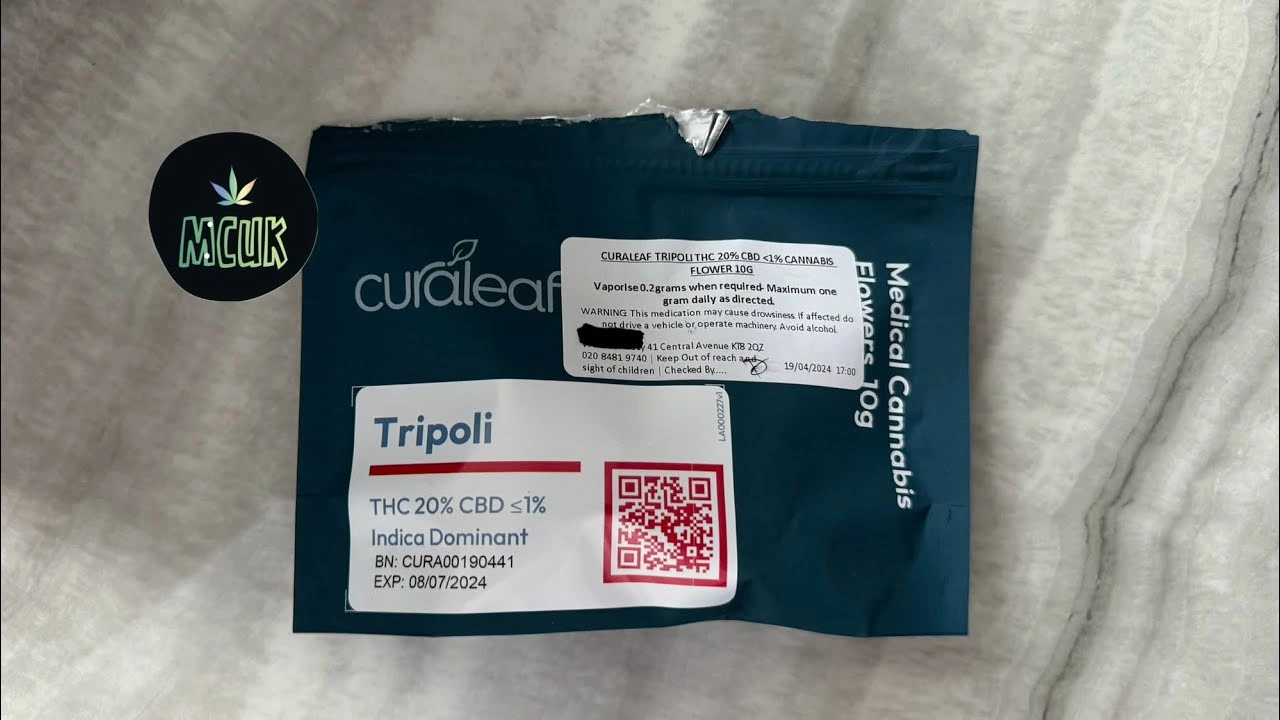 MCUK
curaleaf
CURALEAF TRIPOLI THC 20% CBD <1% CANNABIS
FLOWER 10G
Vaporise 0.2grams when required- Maximum one
gram daily as directed.
WARNING: This medication may cause drowsiness. If affected do
not drive a vehicle or operate machinery. Avoid alcohol.
41 Central Avenue KT8 2QZ
020 8481 9740 | Keep Out of reach and
sight of children | Checked By.....
19/04/2024 17:00
Medical Cannabis
Flowers 10g
Tripoli
THC 20% CBD ≤1%
Indica Dominant
BN: CURA00190441
EXP: 08/07/2024
LA000227v1